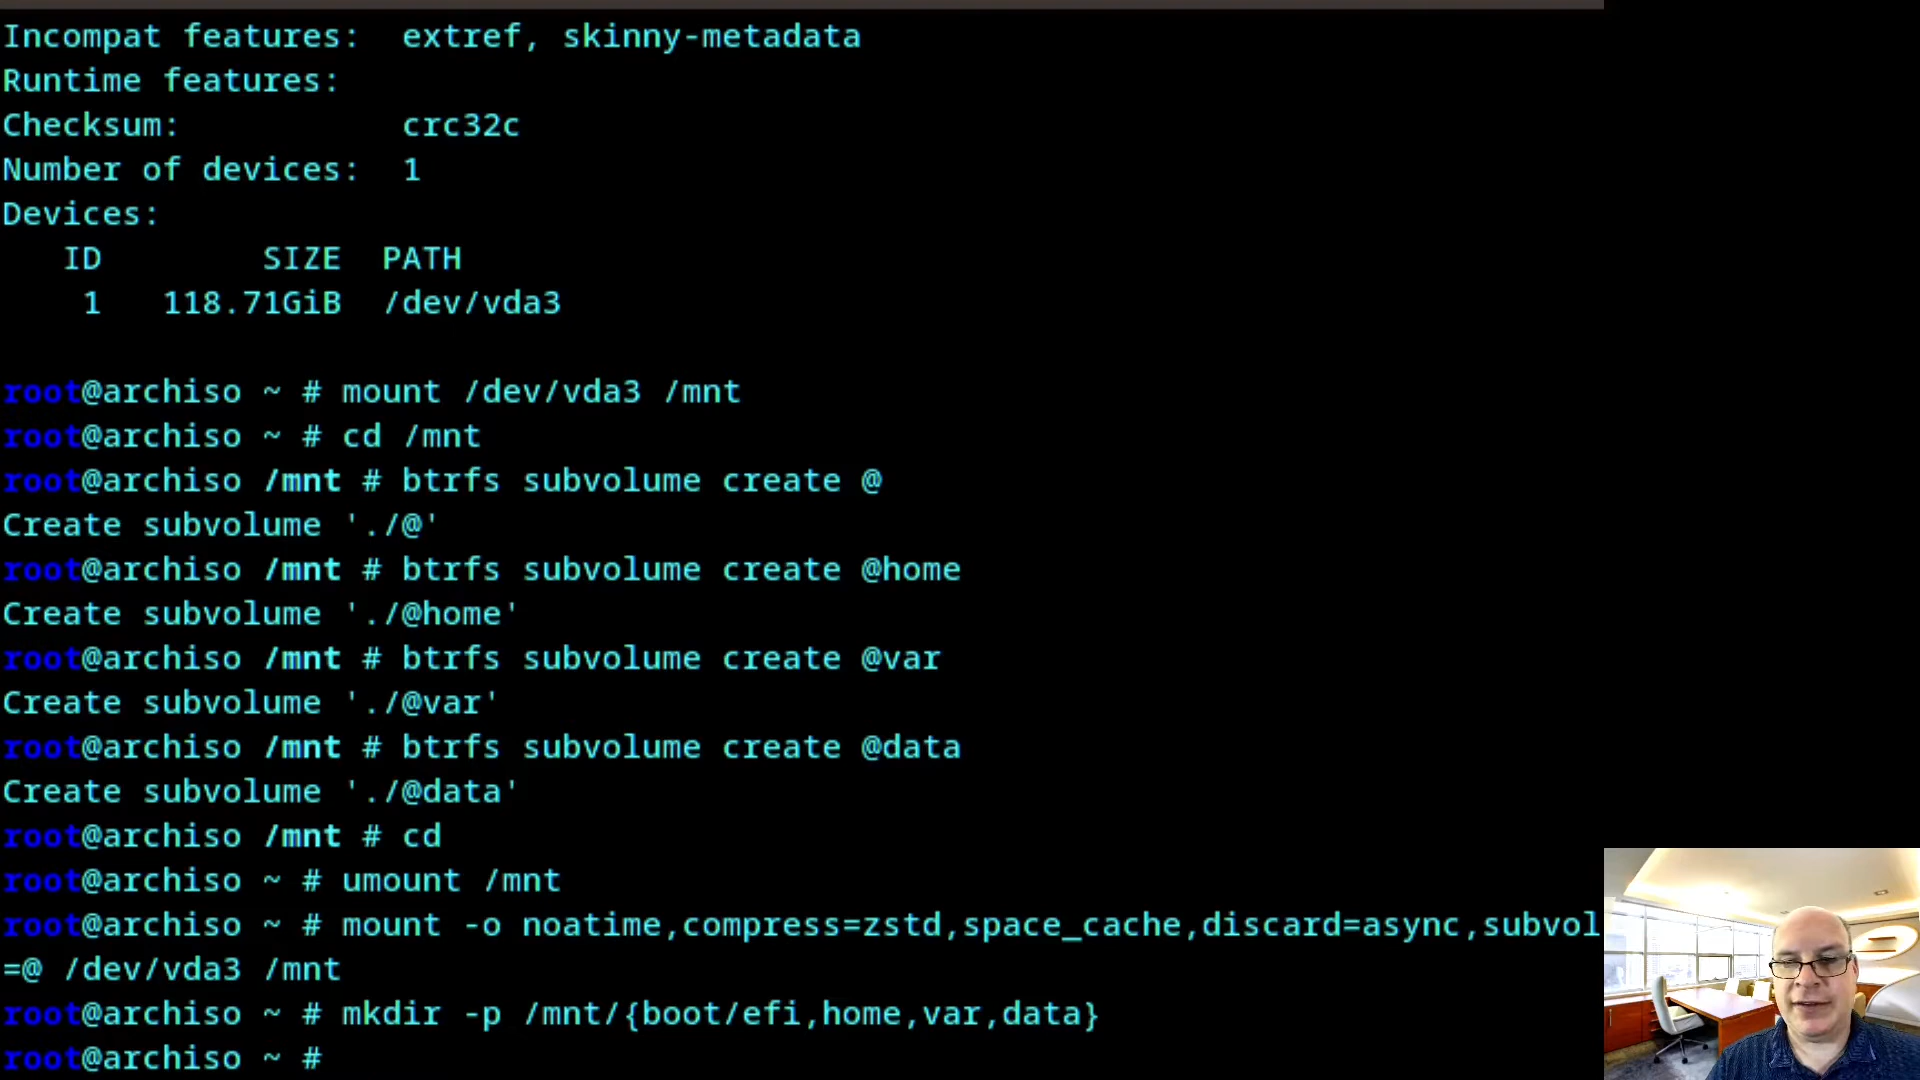 Incompat features:  extref, skinny-metadata
Runtime features:
Checksum:           crc32c
Number of devices:  1
Devices:
   ID        SIZE  PATH
    1   118.71GiB  /dev/vda3
root@archiso ~ # mount /dev/vda3 /mnt
root@archiso ~ # cd /mnt
root@archiso /mnt # btrfs subvolume create @
Create subvolume './@'
root@archiso /mnt # btrfs subvolume create @home
Create subvolume './@home'
root@archiso /mnt # btrfs subvolume create @var
Create subvolume './@var'
root@archiso /mnt # btrfs subvolume create @data
Create subvolume './@data'
root@archiso /mnt # cd
root@archiso ~ # umount /mnt
root@archiso ~ # mount -o noatime,compress=zstd,space_cache,discard=async,subvol
=@ /dev/vda3 /mnt
root@archiso ~ # mkdir -p /mnt/{boot/efi,home,var,data}
root@archiso ~ #